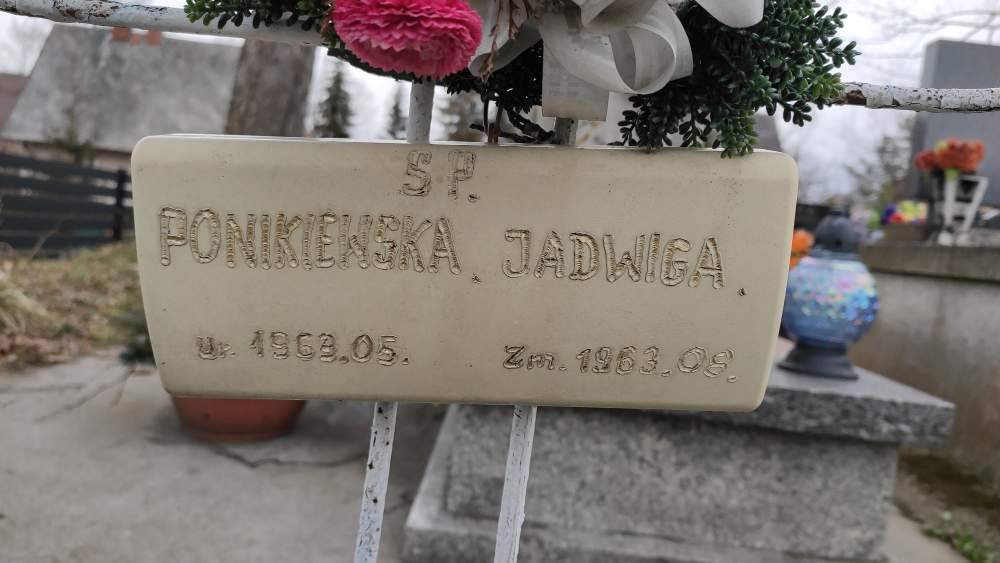 S.P.
PONIKIEWSKA, JADWIGA,
Ur. 1963.05. Zm. 1963.08.